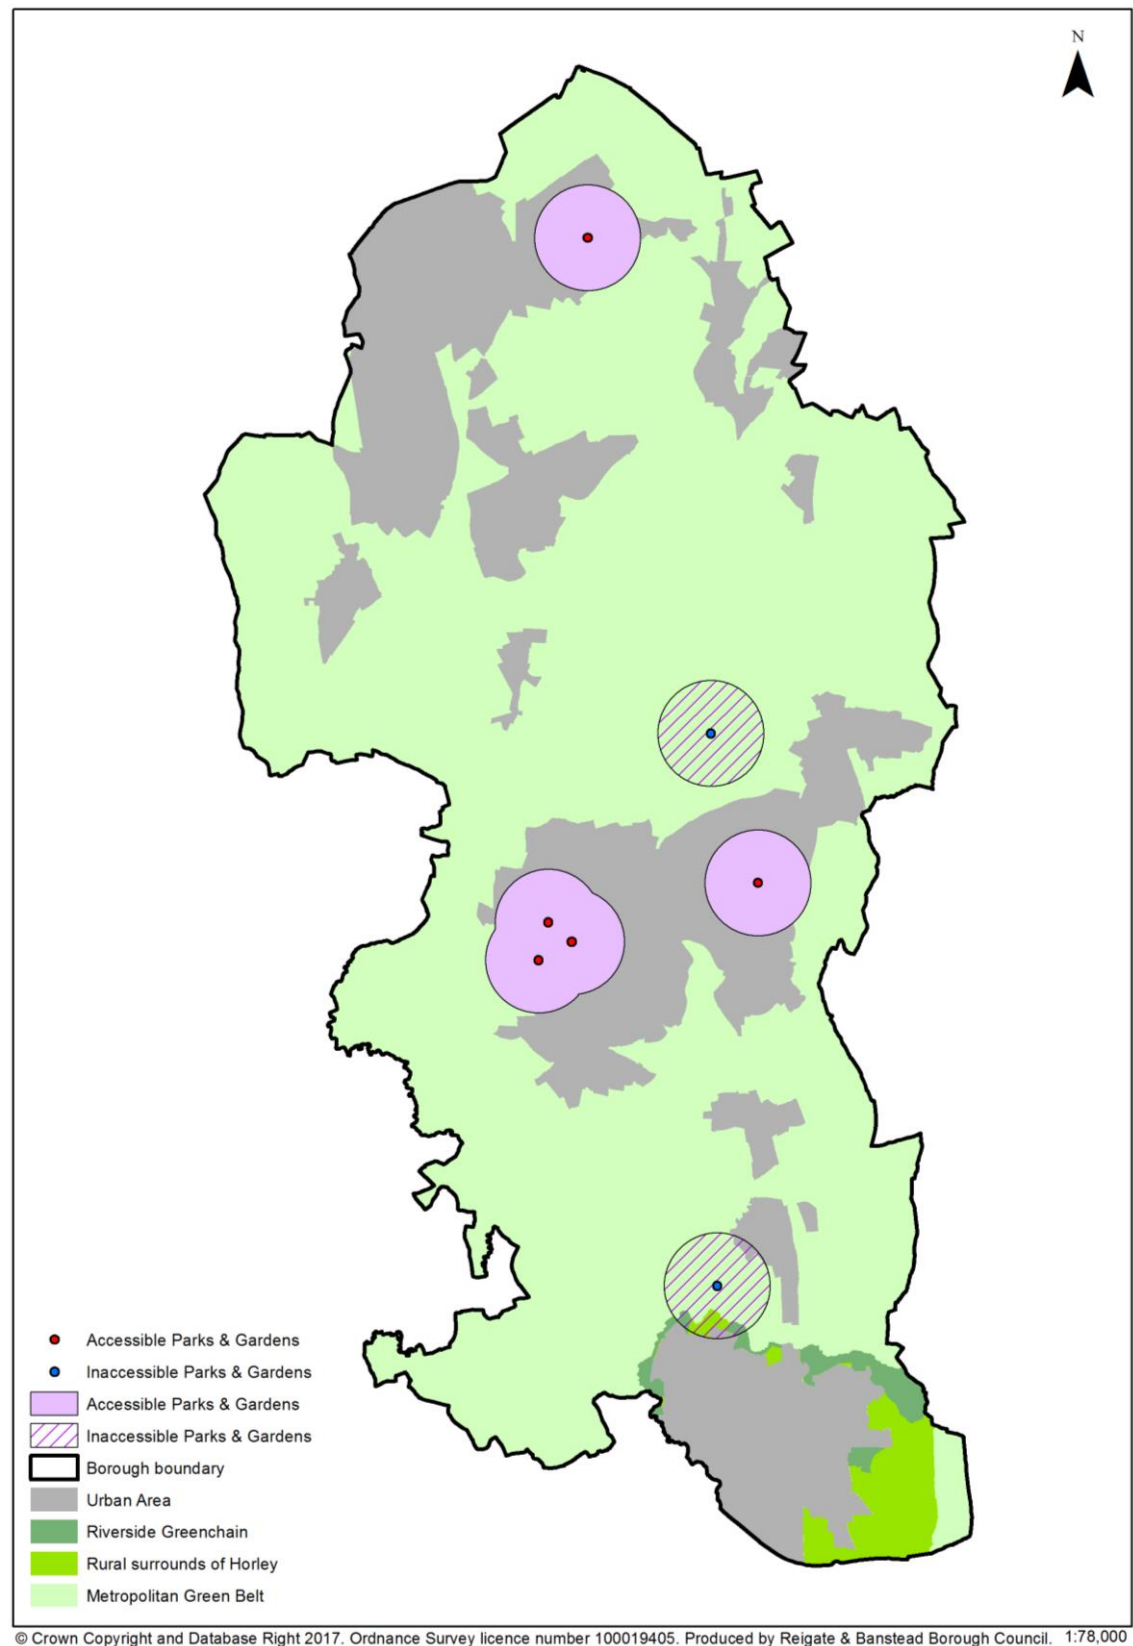 N
Accessible Parks & Gardens
Inaccessible Parks & Gardens
Accessible Parks & Gardens
Inaccessible Parks & Gardens
Borough boundary
Urban Area
Riverside Greenchain
Rural surrounds of Horley
Metropolitan Green Belt
© Crown Copyright and Database Right 2017. Ordnance Survey licence number 100019405. Produced by Reigate & Banstead Borough Council. 1:78,000